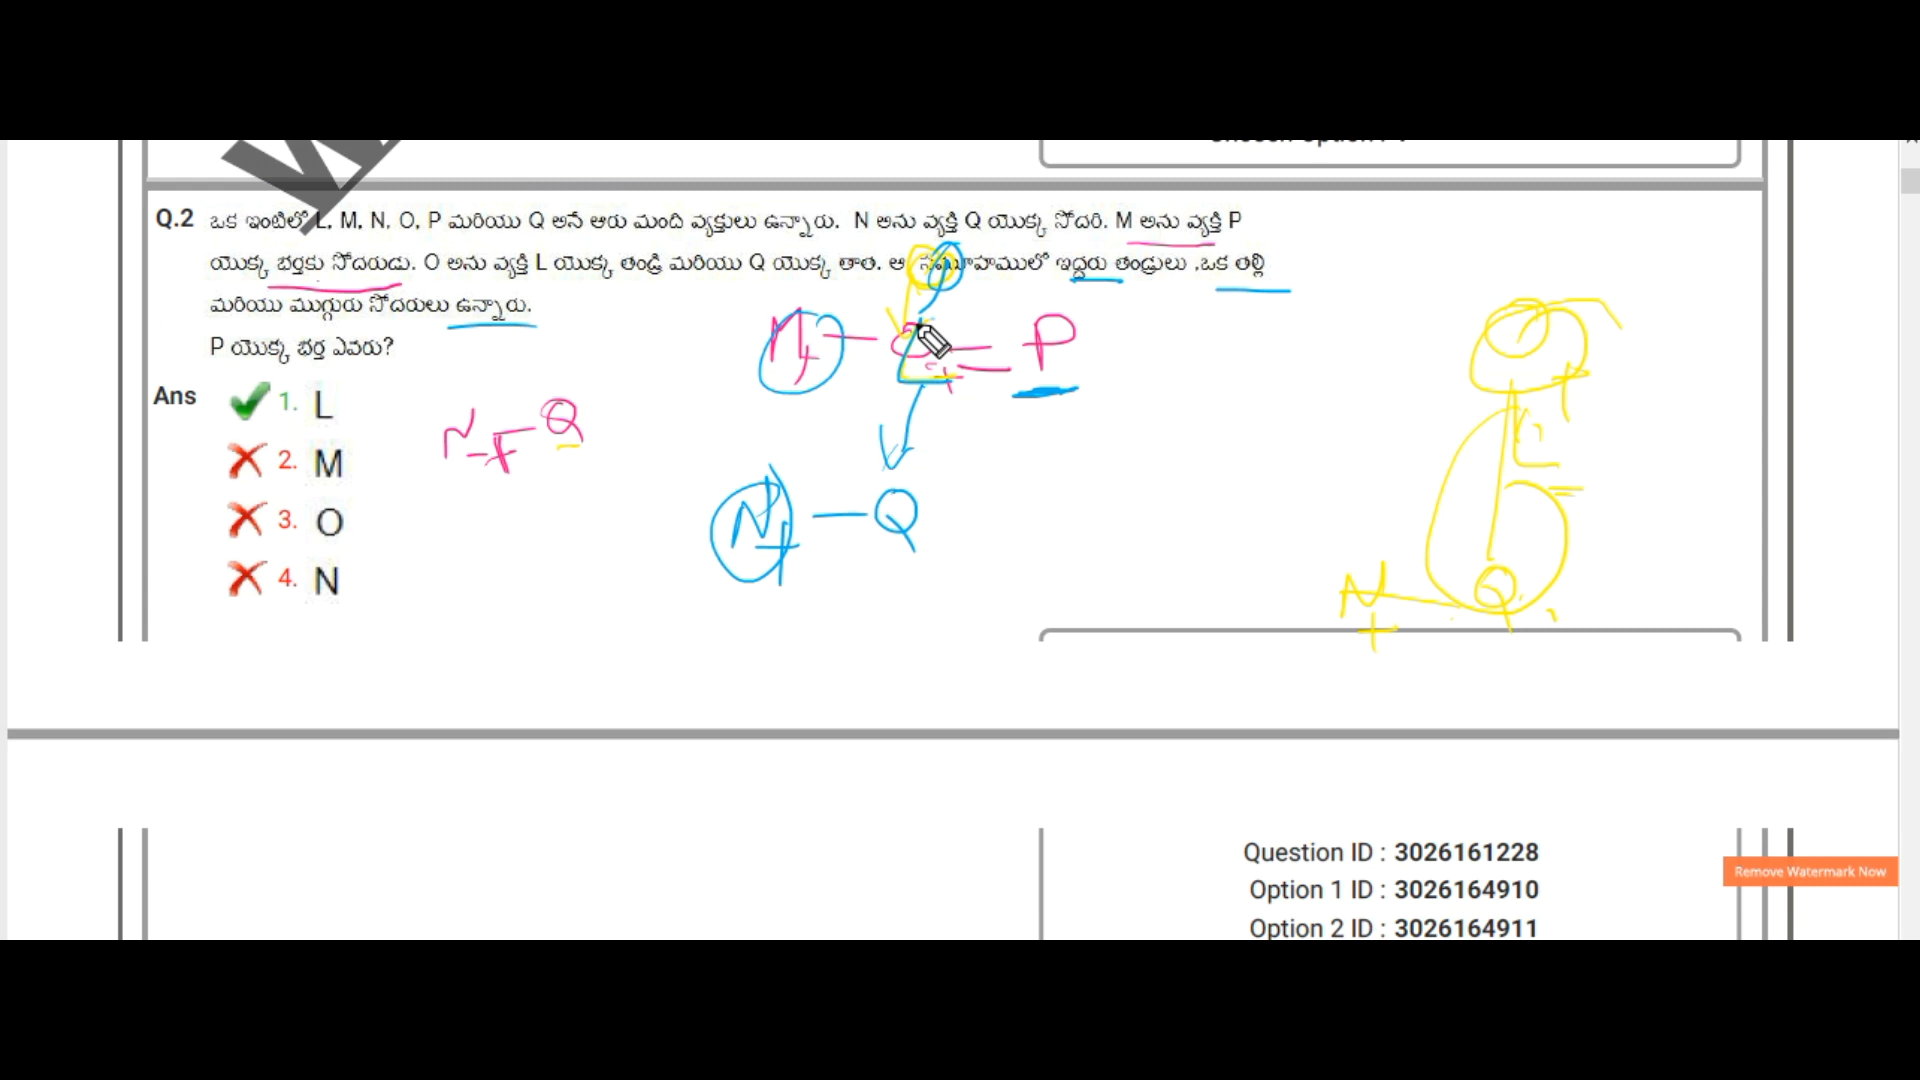 Q.2 ఒక ఇంటిలో L, M, N, O, P మరియు Q అనే ఆరు మంది వ్యక్తులు ఉన్నారు. N అను వ్యక్తి Q యొక్క సోదరి. M అను వ్యక్తి P
యొక్క భర్తకు సోదరుడు. O అను వ్యక్తి L యొక్క తండ్రి మరియు Q యొక్క తాత. ఆ సమూహములో ఇద్దరు తండ్రులు ,ఒక తల్లి
మరియు ముగ్గురు సోదరులు ఉన్నారు.
P యొక్క భర్త ఎవరు?
Ans 1. L
2. M
3. O
4. N
P
N Q
N Q
N Q
Question ID : 3026161228
Option 1 ID : 3026164910
Option 2 ID : 3026164911
Remove Watermark Now